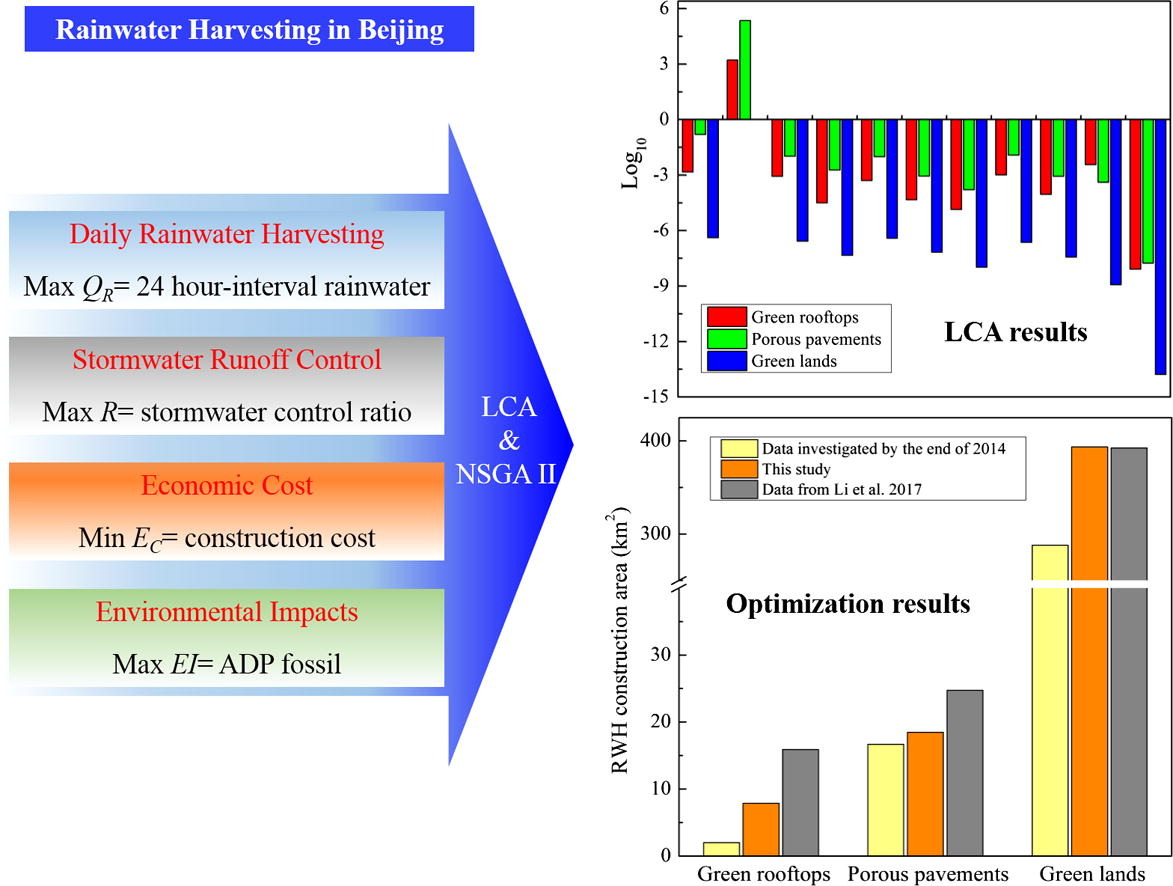 Rainwater Harvesting in Beijing
Daily Rainwater Harvesting
Max QR= 24 hour-interval rainwater
Stormwater Runoff Control
Max R= stormwater control ratio
Economic Cost
Min EC= construction cost
Environmental Impacts
Max EI= ADP fossil
LCA
&
NSGA II
6
3
0
-3
-6
-9
-12
-15
Log10
Green rooftops
Porous pavements
Green lands
LCA results
400
300
30
20
10
0
RWH construction area (km2)
Data investigated by the end of 2014
This study
Data from Li et al. 2017
Optimization results
Green rooftops
Porous pavements
Green lands